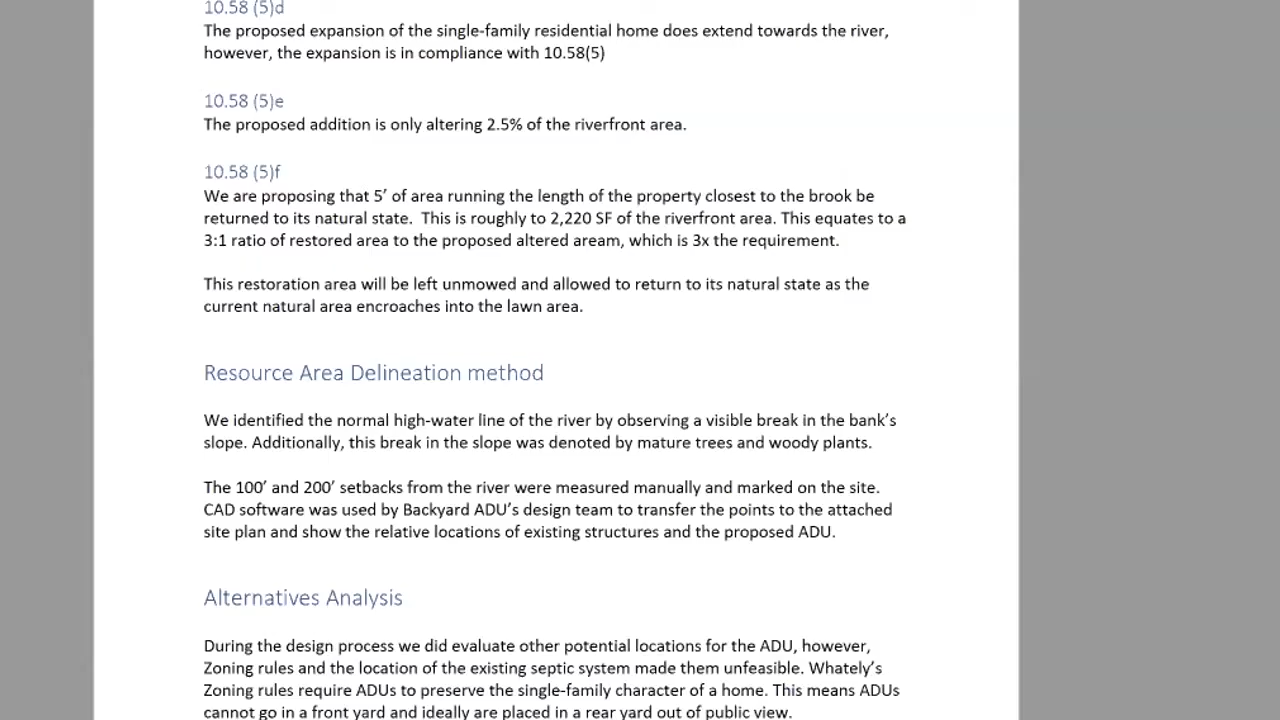 10.58 (5)d
The proposed expansion of the single-family residential home does extend towards the river,
however, the expansion is in compliance with 10.58(5)
10.58 (5)e
The proposed addition is only altering 2.5% of the riverfront area.
10.58 (5)f
We are proposing that 5’ of area running the length of the property closest to the brook be
returned to its natural state.  This is roughly to 2,220 SF of the riverfront area. This equates to a
3:1 ratio of restored area to the proposed altered aream, which is 3x the requirement.
This restoration area will be left unmowed and allowed to return to its natural state as the
current natural area encroaches into the lawn area.
Resource Area Delineation method
We identified the normal high-water line of the river by observing a visible break in the bank’s
slope. Additionally, this break in the slope was denoted by mature trees and woody plants.
The 100’ and 200’ setbacks from the river were measured manually and marked on the site.
CAD software was used by Backyard ADU’s design team to transfer the points to the attached
site plan and show the relative locations of existing structures and the proposed ADU.
Alternatives Analysis
During the design process we did evaluate other potential locations for the ADU, however,
Zoning rules and the location of the existing septic system made them unfeasible. Whately’s
Zoning rules require ADUs to preserve the single-family character of a home. This means ADUs
cannot go in a front yard and ideally are placed in a rear yard out of public view.